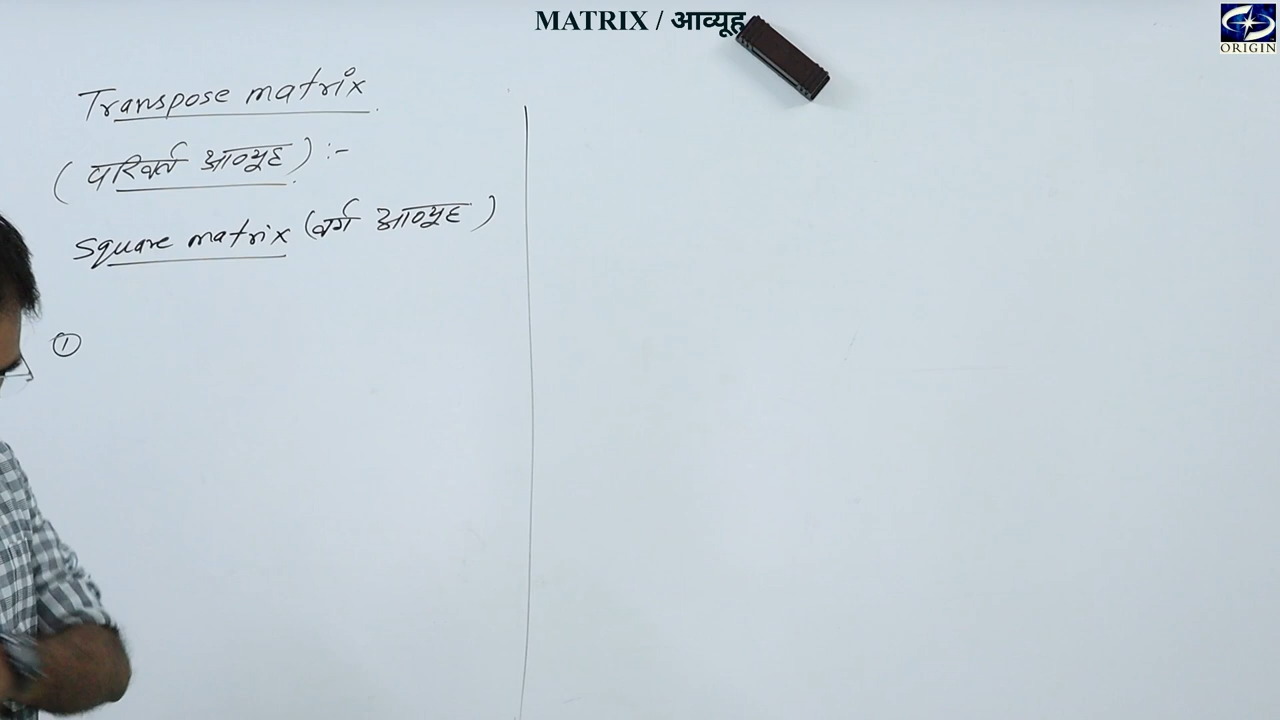 MATRIX / आव्यूह
ORIGIN
Transpose matrix
(परिवर्त आव्यूह) :-
Square matrix (वर्ग आव्यूह)
①